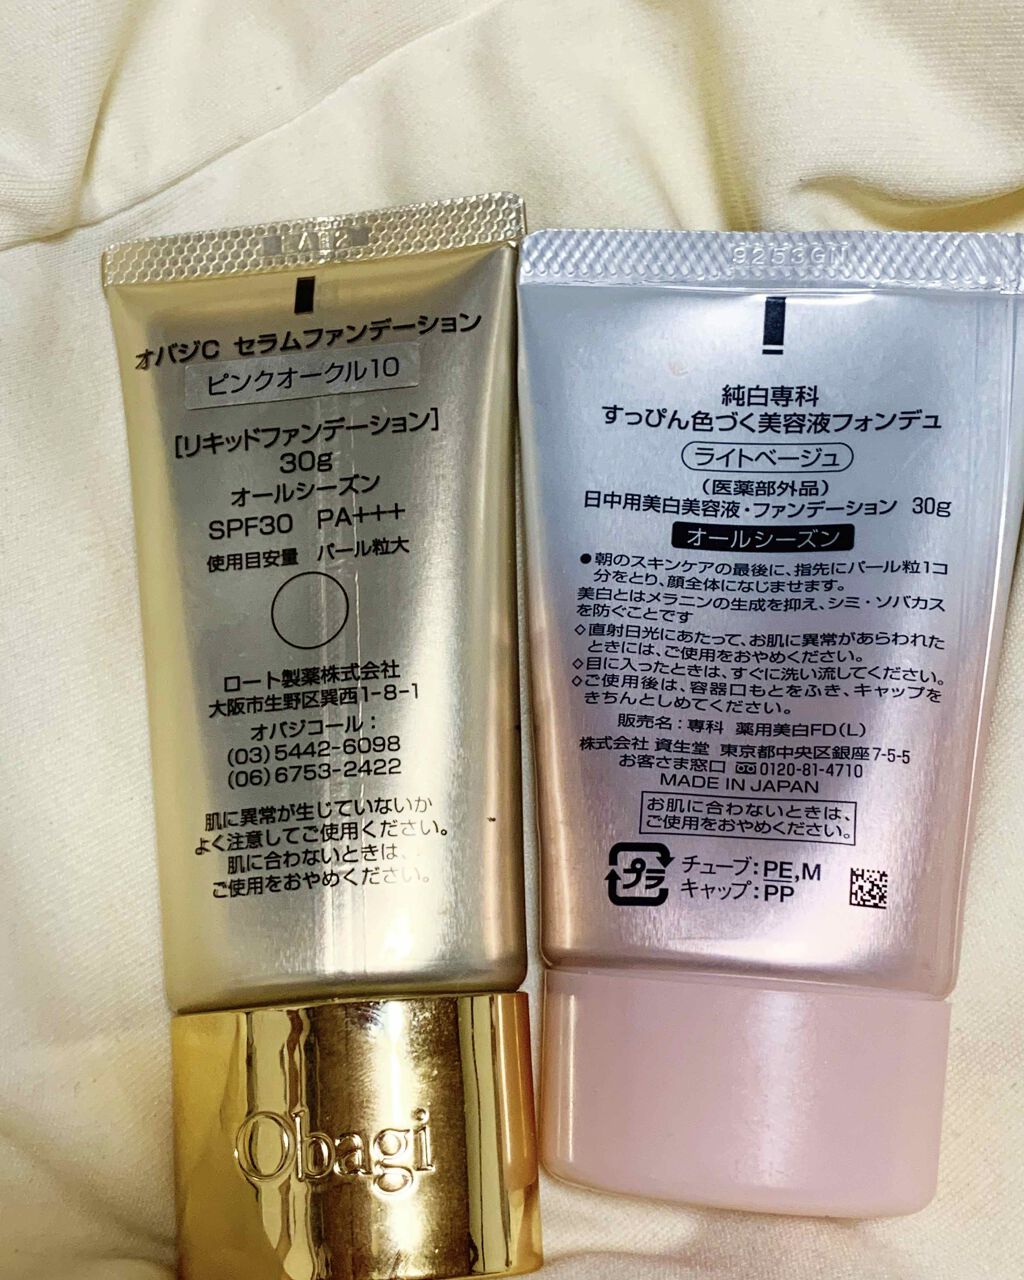 オバジC セラムファンデーション
ピンクオークル10
[リキッドファンデーション]
30g
オールシーズン
SPF30 PA+++
使用目安量 パール粒大
ロート製薬株式会社
大阪市生野区巽西1-8-1
オバジコール：
(03)5442-6098
(06)6753-2422
肌に異常が生じていないか
よく注意してご使用ください。
肌に合わないときは、
ご使用をおやめください。
Obagi
9253GN
純白専科
すっぴん色づく美容液フォンデュ
ライトベージュ
（医薬部外品）
日中用美白美容液・ファンデーション 30g
オールシーズン
●朝のスキンケアの最後に、指先にパール粒1コ
分をとり、顔全体になじませます。
美白とはメラニンの生成を抑え、シミ・ソバカス
を防ぐことです
◇直射日光にあたって、お肌に異常があらわれた
ときには、ご使用をおやめください。
◇目に入ったときは、すぐに洗い流してください。
◇ご使用後は、容器口もとをふき、キャップを
きちんとしめてください。
販売名：専科 薬用美白FD(L)
株式会社 資生堂 東京都中央区銀座7-5-5
お客さま窓口 0120-81-4710
MADE IN JAPAN
お肌に合わないときは、
ご使用をおやめください。
プラ
チューブ：PE,M
キャップ：PP